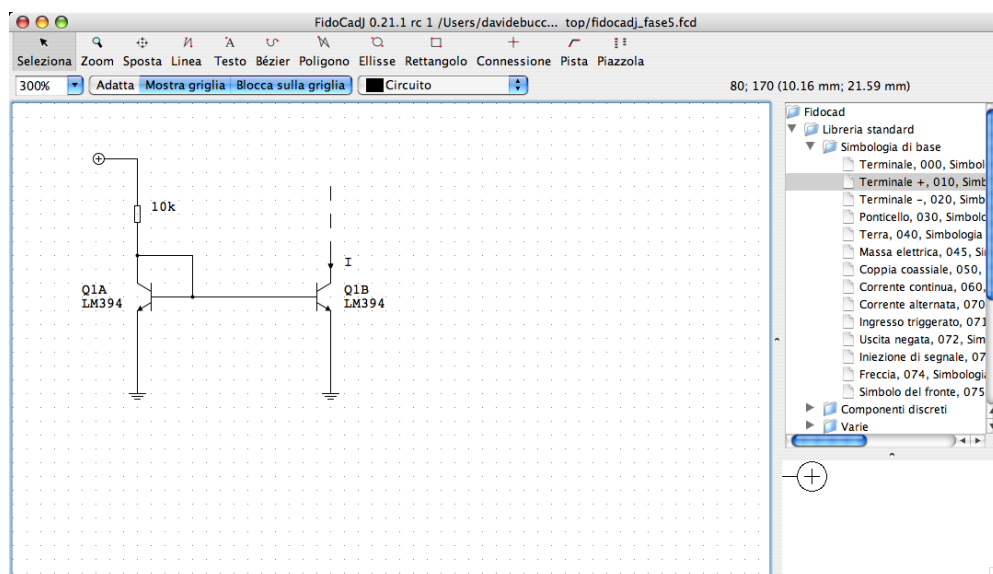 FidoCadJ 0.21.1 rc 1 /Users/davidebucc... top/fidocadj_fase5.fcd
Seleziona Zoom Sposta Linea Testo Bézier Poligono Ellisse Rettangolo Connessione Pista Piazzola
300% Adatta Mostra griglia Blocca sulla griglia Circuito 80; 170 (10.16 mm; 21.59 mm)
10k
I
Q1A
LM394
Q1B
LM394
Fidocad
Libreria standard
Simbologia di base
Terminale, 000, Simbol
Terminale +, 010, Simb
Terminale -, 020, Simb
Ponticello, 030, Simbolo
Terra, 040, Simbologia
Massa elettrica, 045, Si
Coppia coassiale, 050,
Corrente continua, 060,
Corrente alternata, 070
Ingresso triggerato, 071
Uscita negata, 072, Sim
Iniezione di segnale, 07
Freccia, 074, Simbologia
Simbolo del fronte, 075
Componenti discreti
Varie